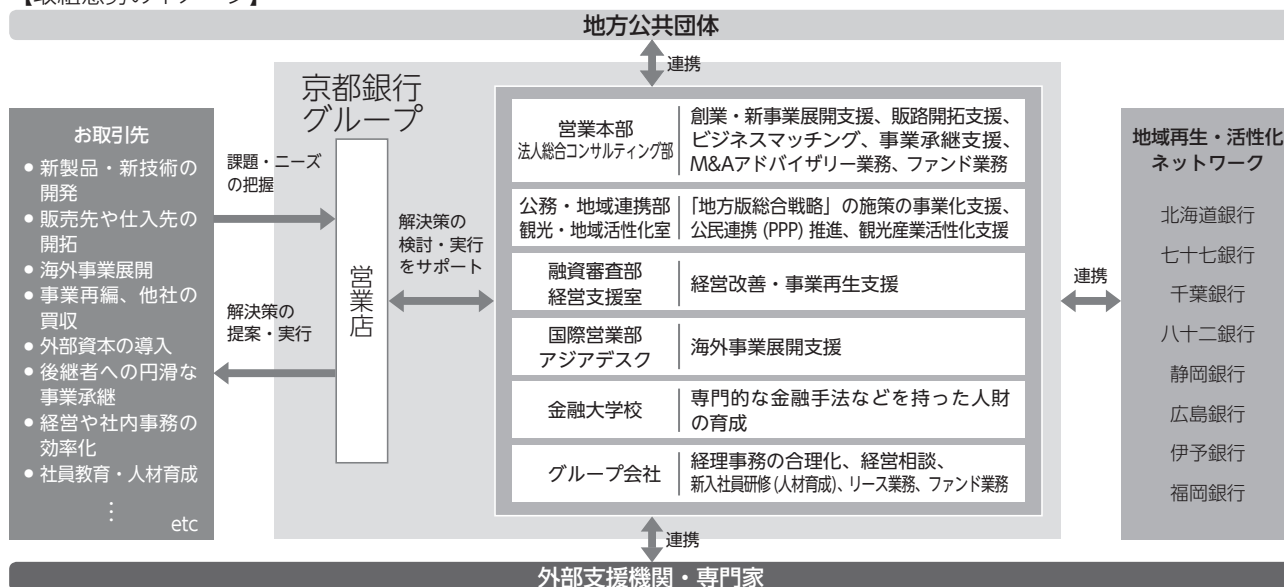 【取組態勢のイメージ】
地方公共団体
連携
京都銀行
グループ
お取引先
● 新製品・新技術の
開発
● 販売先や仕入先の
開拓
● 海外事業展開
● 事業再編、他社の
買収
● 外部資本の導入
● 後継者への円滑な
事業承継
● 経営や社内事務の
効率化
● 社員教育・人材育成
⋮
etc
課題・ニーズ
の把握
解決策の
提案・実行
営業店
解決策の
検討・実行
をサポート
営業本部
法人総合コンサルティング部
創業・新事業展開支援、販路開拓支援、
ビジネスマッチング、事業承継支援、
M&Aアドバイザリー業務、ファンド業務
公務・地域連携部
観光・地域活性化室
「地方版総合戦略」の施策の事業化支援、
公民連携 (PPP) 推進、観光産業活性化支援
融資審査部
経営支援室
経営改善・事業再生支援
国際営業部
アジアデスク
海外事業展開支援
金融大学校
専門的な金融手法などを持った人財
の育成
グループ会社
経理事務の合理化、経営相談、
新入社員研修(人材育成)、リース業務、ファンド業務
連携
地域再生・活性化
ネットワーク
北海道銀行
七十七銀行
千葉銀行
八十二銀行
静岡銀行
広島銀行
伊予銀行
福岡銀行
連携
外部支援機関・専門家